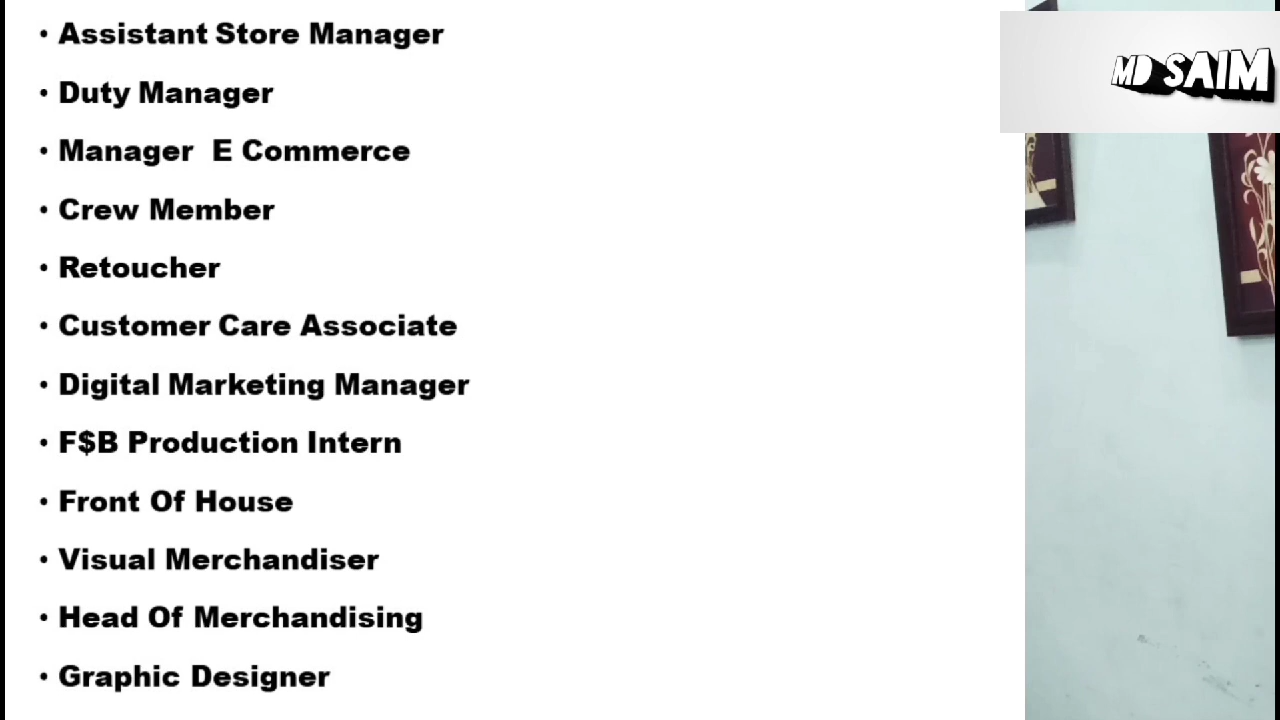 • Assistant Store Manager
• Duty Manager
• Manager E Commerce
• Crew Member
• Retoucher
• Customer Care Associate
• Digital Marketing Manager
• F$B Production Intern
• Front Of House
• Visual Merchandiser
• Head Of Merchandising
• Graphic Designer
MD SAIM